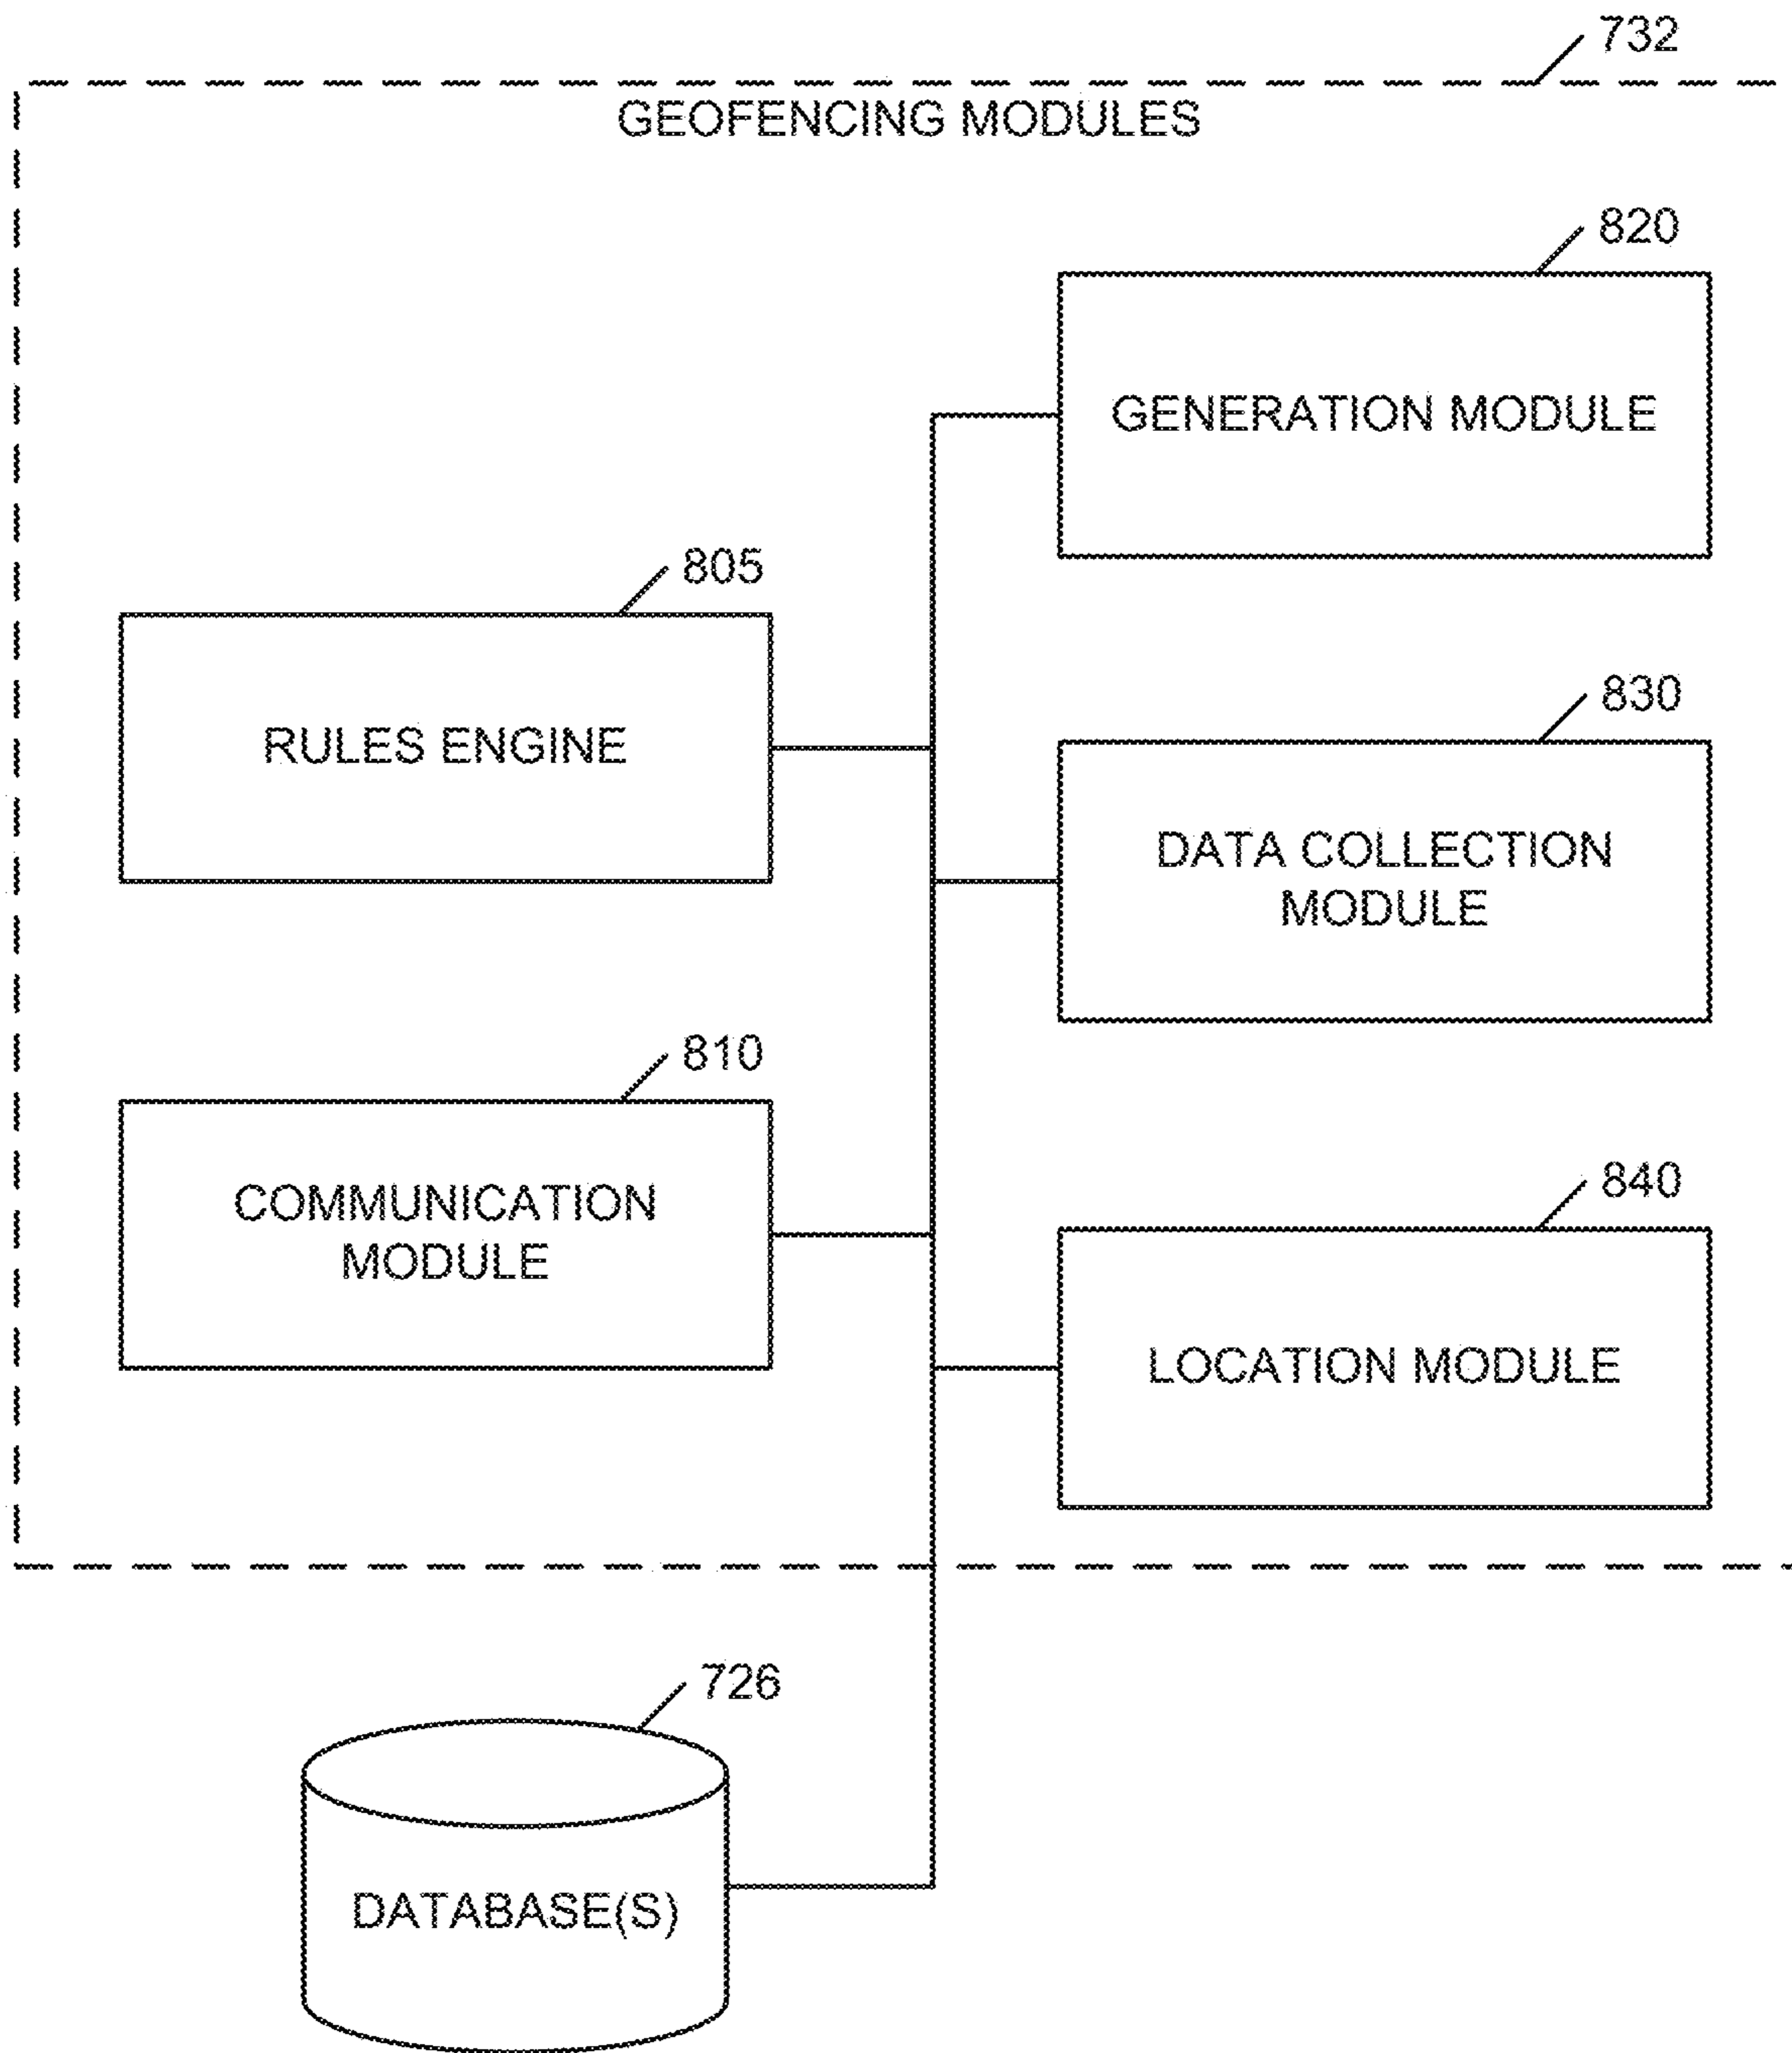 732
GEOFENCING MODULES
820
GENERATION MODULE
805
RULES ENGINE
830
DATA COLLECTION
MODULE
810
COMMUNICATION
MODULE
840
LOCATION MODULE
726
DATABASE(S)